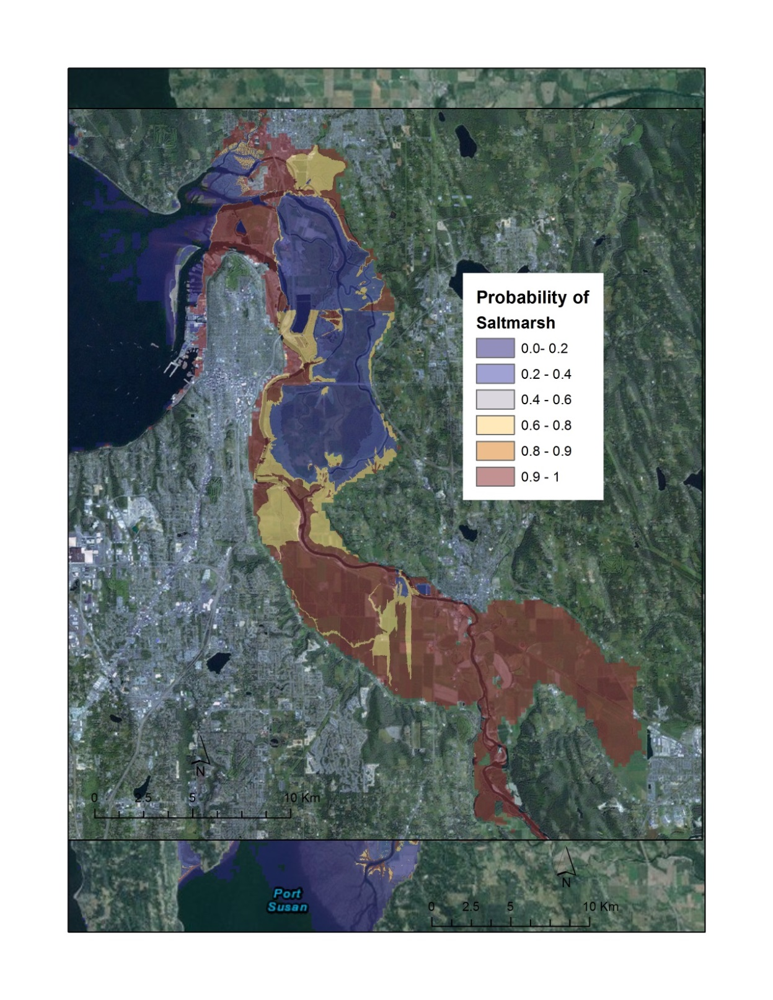 Probability of
Saltmarsh
0.0- 0.2
0.2 - 0.4
0.4 - 0.6
0.6 - 0.8
0.8 - 0.9
0.9 - 1
N
0 2.5 5 10 Km
Port
Susan
N
0 2.5 5 10 Km